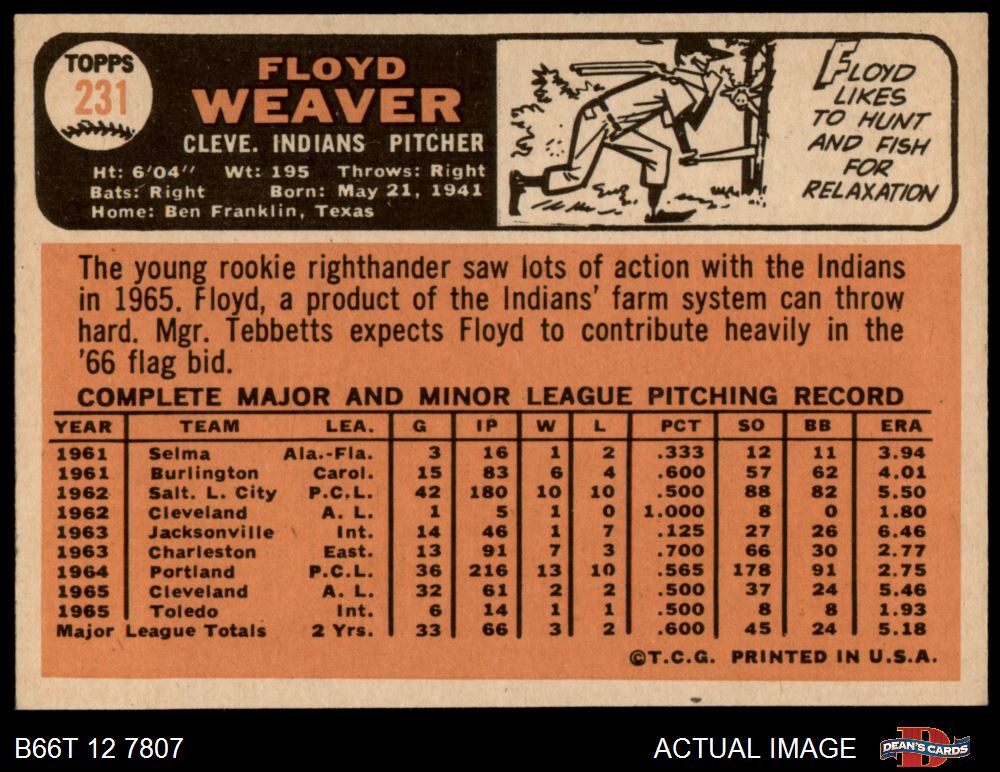 TOPPS
231
FLOYD
WEAVER
CLEVE. INDIANS PITCHER
Ht: 6'04" Wt: 195 Throws: Right
Bats: Right Born: May 21, 1941
Home: Ben Franklin, Texas
FLOYD
LIKES
TO HUNT
AND FISH
FOR
RELAXATION
The young rookie righthander saw lots of action with the Indians
in 1965. Floyd, a product of the Indians' farm system can throw
hard. Mgr. Tebbetts expects Floyd to contribute heavily in the
'66 flag bid.
COMPLETE MAJOR AND MINOR LEAGUE PITCHING RECORD
YEAR TEAM LEA. G IP W L PCT SO BB ERA
1961 Selma Ala.-Fla. 3 16 1 2 .333 12 11 3.94
1961 Burlington Carol. 15 83 6 4 .600 57 62 4.01
1962 Salt. L. City P.C.L. 42 180 10 10 .500 88 82 5.50
1962 Cleveland A. L. 1 5 1 0 1.000 8 0 1.80
1963 Jacksonville Int. 14 46 1 7 .125 27 26 6.46
1963 Charleston East. 13 91 7 3 .700 66 30 2.77
1964 Portland P.C.L. 36 216 13 10 .565 178 91 2.75
1965 Cleveland A. L. 32 61 2 2 .500 37 24 5.46
1965 Toledo Int. 6 14 1 1 .500 8 8 1.93
Major League Totals 2 Yrs. 33 66 3 2 .600 45 24 5.18
©T.C.G. PRINTED IN U.S.A.
B66T 12 7807 ACTUAL IMAGE
D
DEAN'S CARDS